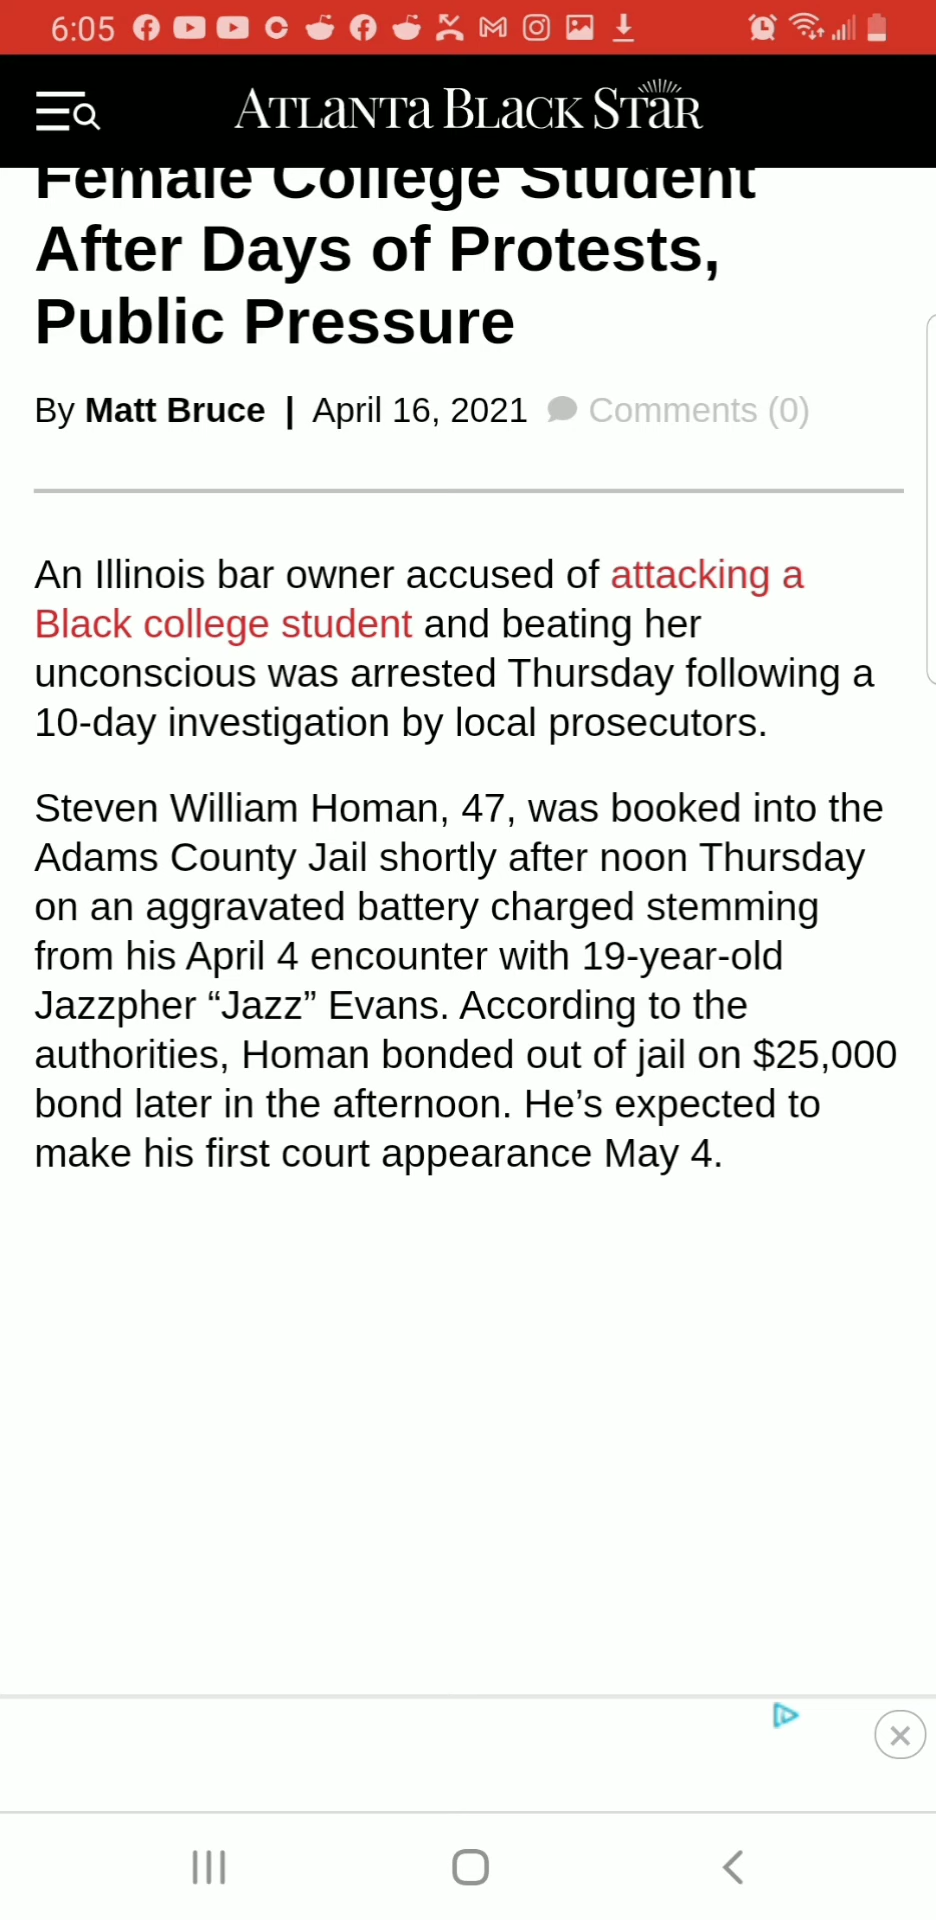 6:05
ATLANTA BLACK STAR
Female College Student
After Days of Protests,
Public Pressure
By Matt Bruce | April 16, 2021 Comments (0)
An Illinois bar owner accused of attacking a
Black college student and beating her
unconscious was arrested Thursday following a
10-day investigation by local prosecutors.
Steven William Homan, 47, was booked into the
Adams County Jail shortly after noon Thursday
on an aggravated battery charged stemming
from his April 4 encounter with 19-year-old
Jazzpher “Jazz” Evans. According to the
authorities, Homan bonded out of jail on $25,000
bond later in the afternoon. He’s expected to
make his first court appearance May 4.